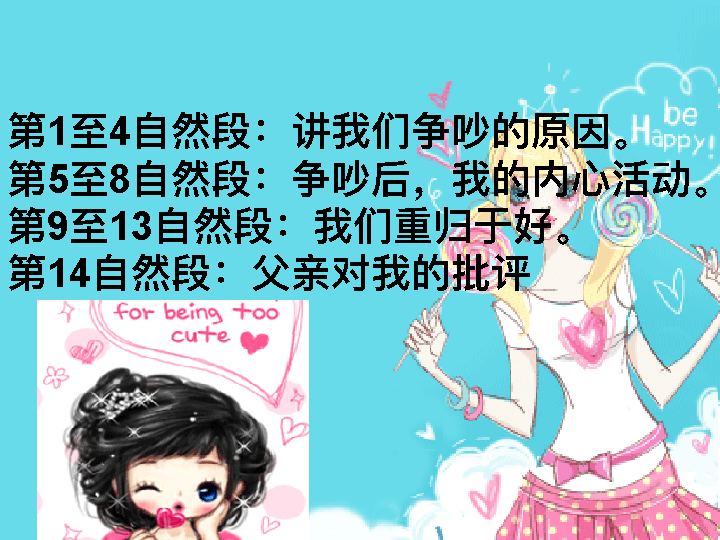 第1至4自然段：讲我们争吵的原因。
第5至8自然段：争吵后，我的内心活动。
第9至13自然段：我们重归于好。
第14自然段：父亲对我的批评
be
Happy!
for being too
cute